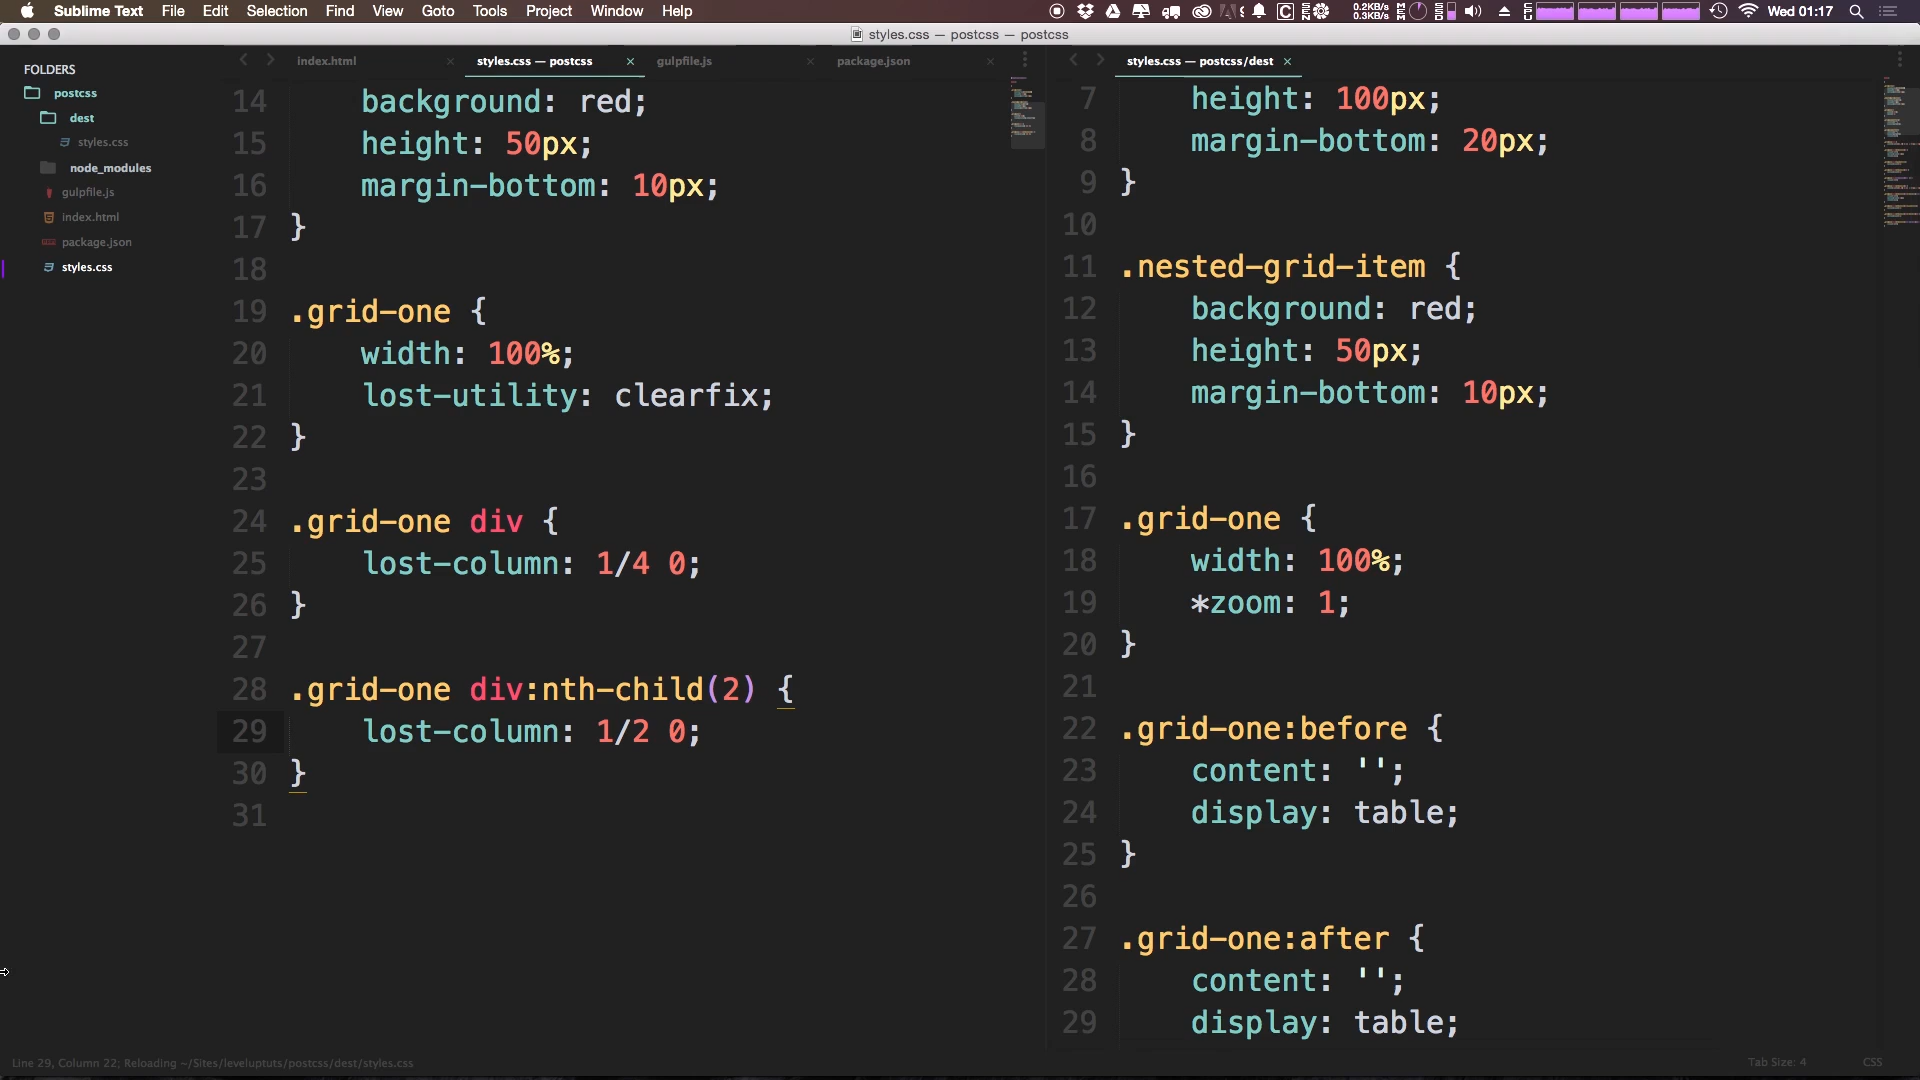 Sublime Text File Edit Selection Find View Goto Tools Project Window Help
0.2KB/s
0.3KB/s
Wed 01:17
styles.css — postcss — postcss
FOLDERS
postcss
dest
styles.css
node_modules
gulpfile.js
index.html
package.json
styles.css
index.html
styles.css — postcss
gulpfile.js
package.json
14 background: red;
15 height: 50px;
16 margin-bottom: 10px;
17 }
18
19 .grid-one {
20 width: 100%;
21 lost-utility: clearfix;
22 }
23
24 .grid-one div {
25 lost-column: 1/4 0;
26 }
27
28 .grid-one div:nth-child(2) {
29 lost-column: 1/2 0;
30 }
31
styles.css — postcss/dest
7 height: 100px;
8 margin-bottom: 20px;
9 }
10
11 .nested-grid-item {
12 background: red;
13 height: 50px;
14 margin-bottom: 10px;
15 }
16
17 .grid-one {
18 width: 100%;
19 *zoom: 1;
20 }
21
22 .grid-one:before {
23 content: '';
24 display: table;
25 }
26
27 .grid-one:after {
28 content: '';
29 display: table;
Line 29, Column 22; Reloading ~/Sites/leveluptuts/postcss/dest/styles.css
Tab Size: 4
CSS